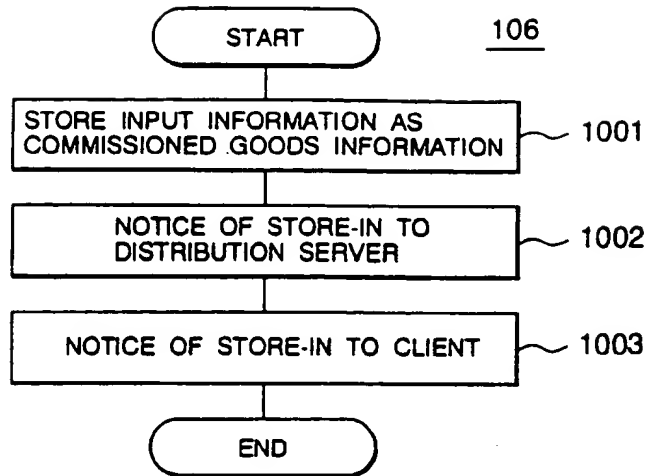 START
106
STORE INPUT INFORMATION AS
COMMISSIONED GOODS INFORMATION
1001
NOTICE OF STORE-IN TO
DISTRIBUTION SERVER
1002
NOTICE OF STORE-IN TO CLIENT
1003
END